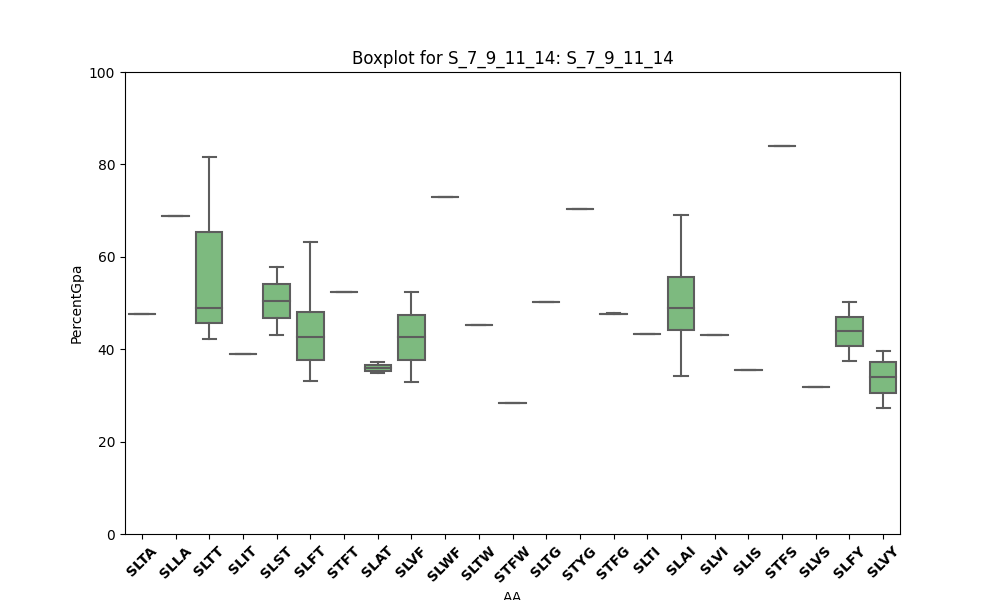 Boxplot for S_7_9_11_14: S_7_9_11_14
PercentGpa
100
80
60
40
20
0
SLTA
SLLA
SLTT
SLIT
SLST
SLFT
STFT
SLAT
SLVF
SLWF
SLTW
STFW
SLTG
STYG
STFG
SLTI
SLAI
SLVI
SLIS
STFS
SLVS
SLFY
SLVY
AA